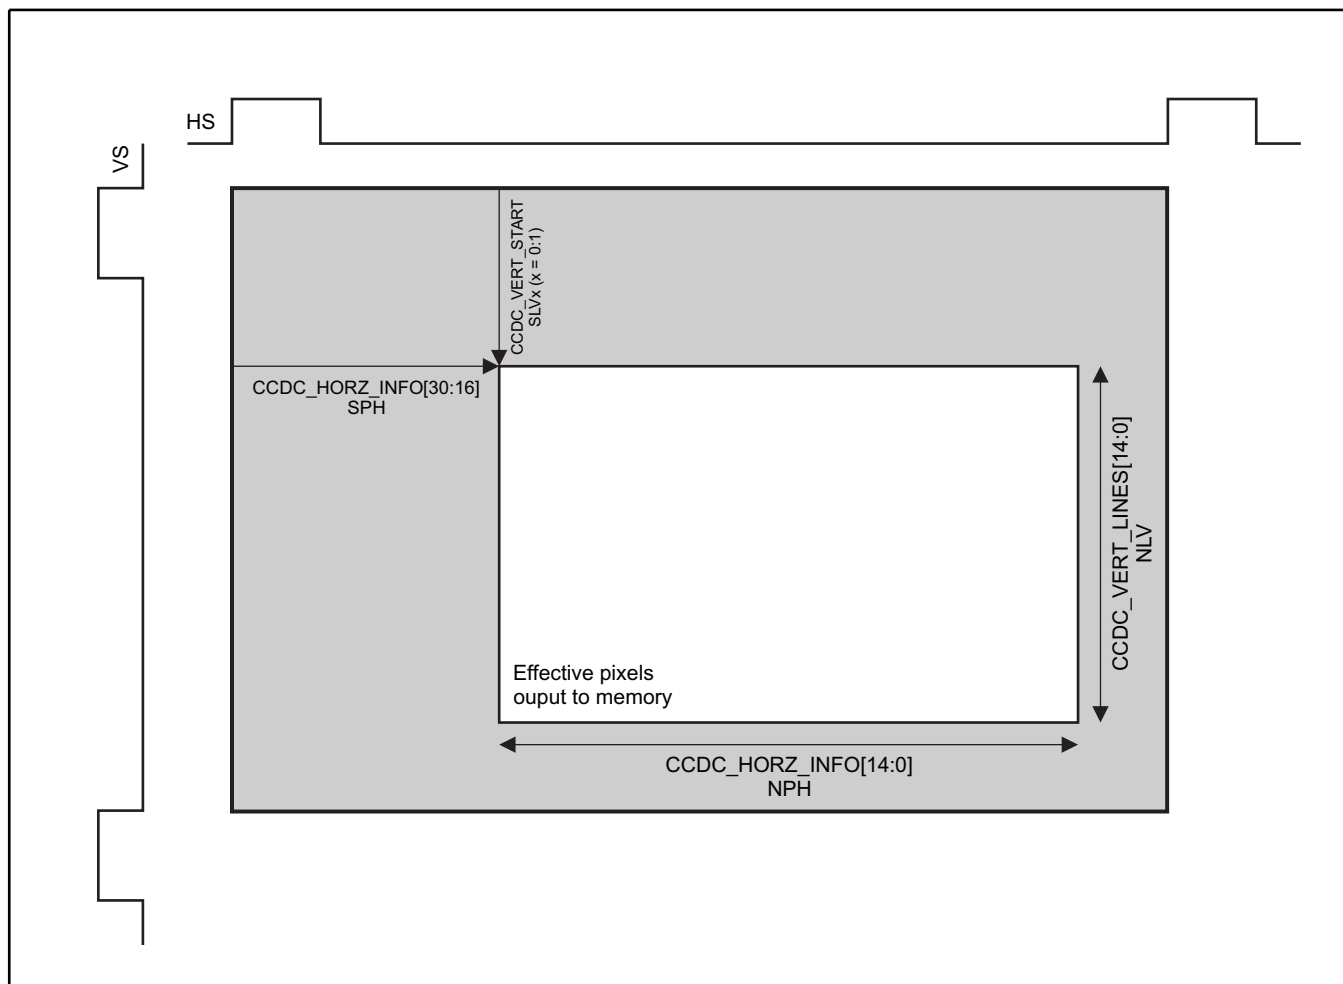 HS
VS
CCDC_VERT_START
SLVx (x = 0:1)
CCDC_HORZ_INFO[30:16]
SPH
CCDC_VERT_LINES[14:0]
NLV
Effective pixels
ouput to memory
CCDC_HORZ_INFO[14:0]
NPH